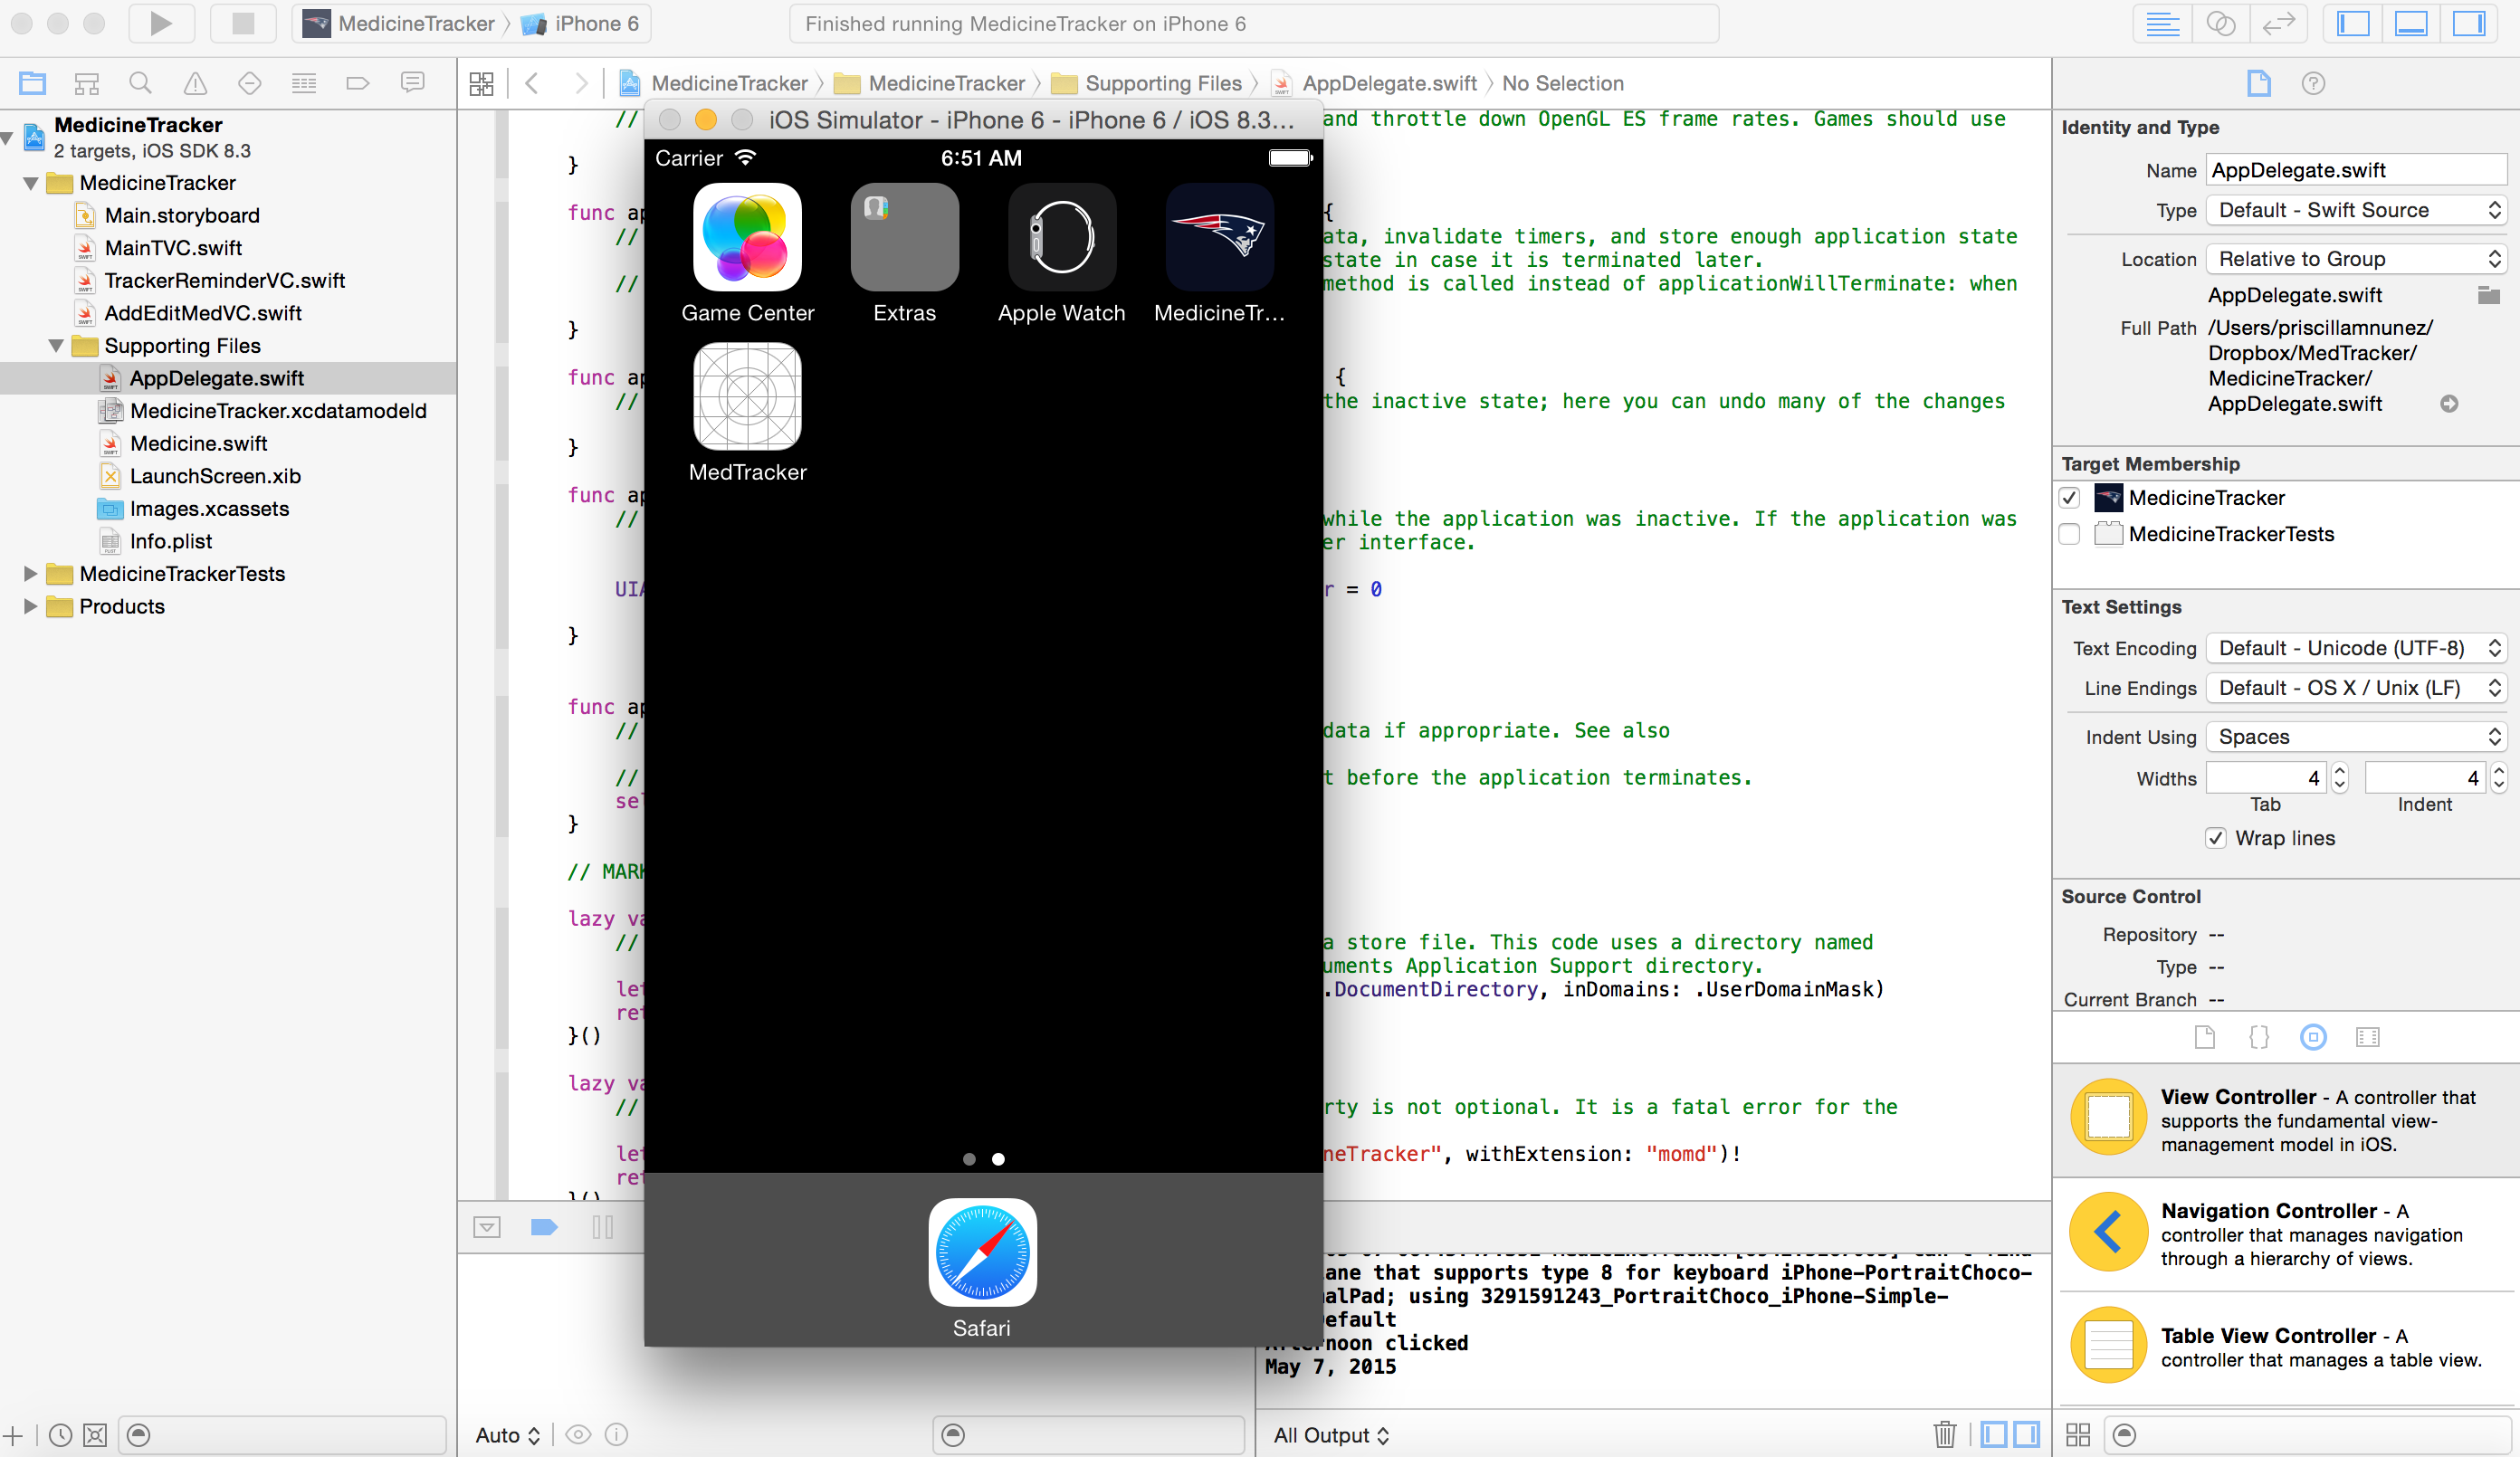 MedicineTracker iPhone 6
Finished running MedicineTracker on iPhone 6
MedicineTracker
2 targets, iOS SDK 8.3
MedicineTracker
Main.storyboard
MainTVC.swift
TrackerReminderVC.swift
AddEditMedVC.swift
Supporting Files
AppDelegate.swift
MedicineTracker.xcdatamodeld
Medicine.swift
LaunchScreen.xib
Images.xcassets
Info.plist
MedicineTrackerTests
Products
MedicineTracker MedicineTracker Supporting Files AppDelegate.swift No Selection
// and throttle down OpenGL ES frame rates. Games should use
}
func {
// ata, invalidate timers, and store enough application state
state in case it is terminated later.
// method is called instead of applicationWillTerminate: when
}
func {
// the inactive state; here you can undo many of the changes
}
func
// while the application was inactive. If the application was
er interface.
UIA r = 0
}
func
// data if appropriate. See also
// t before the application terminates.
sel
}
// MARK
lazy va
// a store file. This code uses a directory named
uments Application Support directory.
let .DocumentDirectory, inDomains: .UserDomainMask)
ret
}()
lazy va
// rty is not optional. It is a fatal error for the
let neTracker", withExtension: "momd")!
ret
}()
iOS Simulator - iPhone 6 - iPhone 6 / iOS 8.3...
Carrier 6:51 AM
Game Center Extras Apple Watch MedicineTr...
MedTracker
Safari
ane that supports type 8 for keyboard iPhone-PortraitChoco-
alPad; using 3291591243_PortraitChoco_iPhone-Simple-
efault
Afternoon clicked
May 7, 2015
Auto
All Output
Identity and Type
Name AppDelegate.swift
Type Default - Swift Source
Location Relative to Group
AppDelegate.swift
Full Path /Users/priscillamnunez/
Dropbox/MedTracker/
MedicineTracker/
AppDelegate.swift
Target Membership
MedicineTracker
MedicineTrackerTests
Text Settings
Text Encoding Default - Unicode (UTF-8)
Line Endings Default - OS X / Unix (LF)
Indent Using Spaces
Widths 4 4
Tab Indent
Wrap lines
Source Control
Repository --
Type --
Current Branch --
View Controller - A controller that
supports the fundamental view-
management model in iOS.
Navigation Controller - A
controller that manages navigation
through a hierarchy of views.
Table View Controller - A
controller that manages a table view.